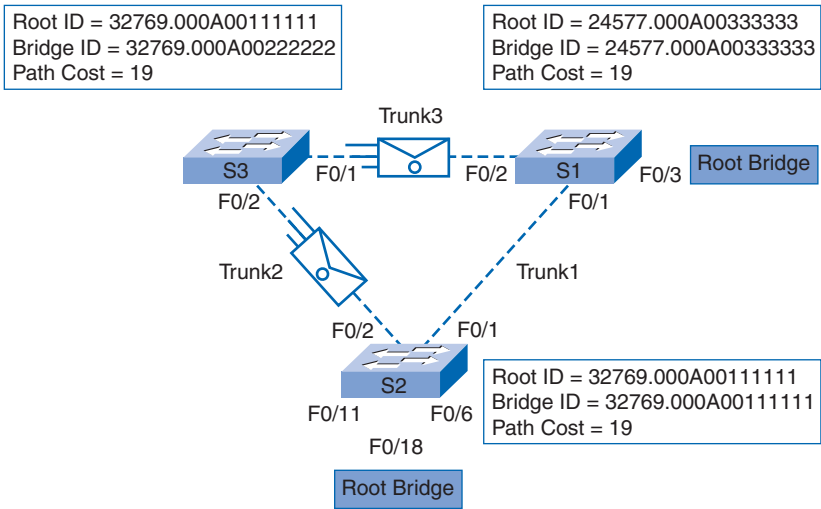 Root ID = 32769.000A00111111
Bridge ID = 32769.000A00222222
Path Cost = 19
Root ID = 24577.000A00333333
Bridge ID = 24577.000A00333333
Path Cost = 19
Trunk3
S3
F0/1
F0/2
S1
F0/3
Root Bridge
F0/2
F0/1
Trunk2
Trunk1
F0/2
F0/1
S2
F0/11
F0/6
F0/18
Root ID = 32769.000A00111111
Bridge ID = 32769.000A00111111
Path Cost = 19
Root Bridge